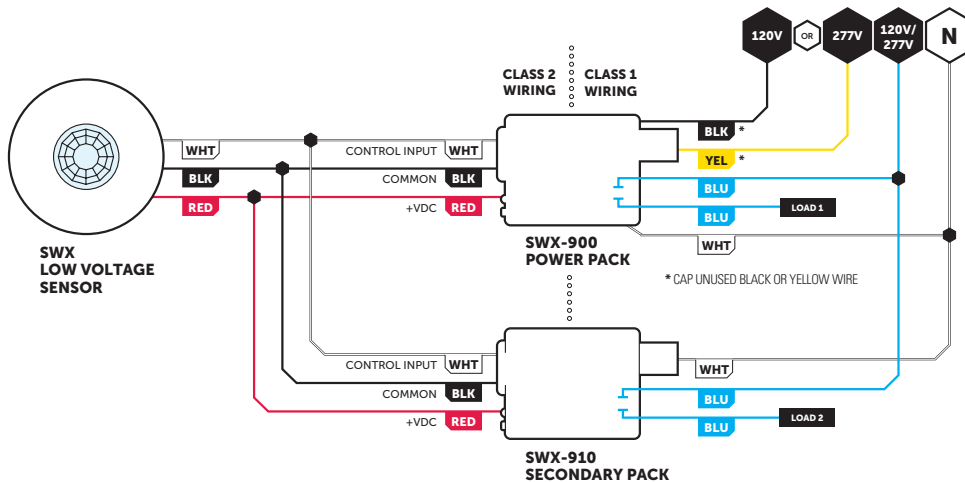 120V
OR
277V
120V/
277V
N
CLASS 2
WIRING
CLASS 1
WIRING
WHT
CONTROL INPUT WHT
BLK *
BLK
COMMON BLK
YEL *
RED
+VDC RED
BLU
BLU
LOAD 1
WHT
SWX
LOW VOLTAGE
SENSOR
SWX-900
POWER PACK
* CAP UNUSED BLACK OR YELLOW WIRE
CONTROL INPUT WHT
WHT
COMMON BLK
BLU
+VDC RED
BLU
LOAD 2
SWX-910
SECONDARY PACK